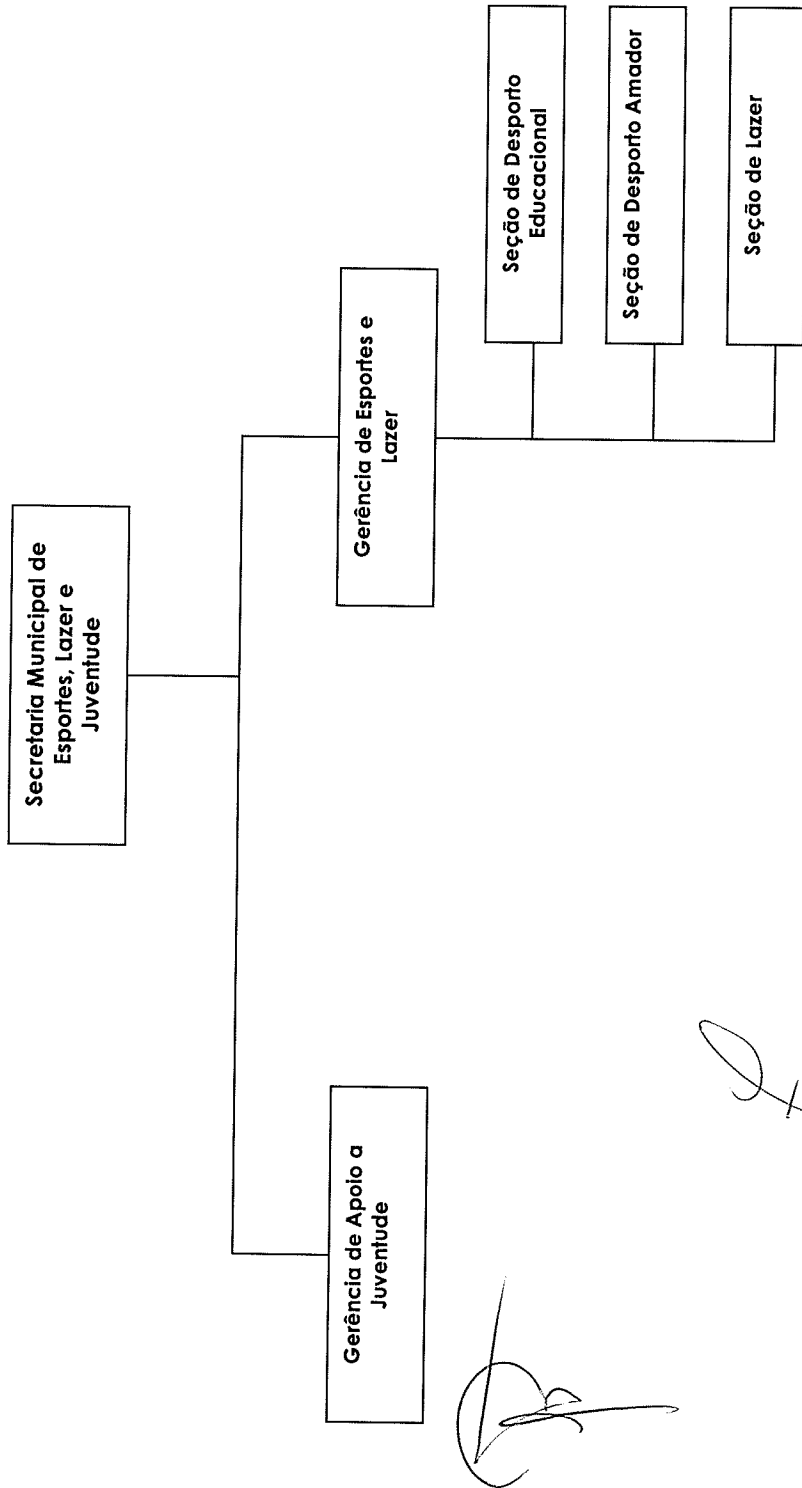 Secretaria Municipal de
Esportes, Lazer e
Juventude
Gerência de Apoio a
Juventude
Gerência de Esportes e
Lazer
Seção de Desporto
Educacional
Seção de Desporto Amador
Seção de Lazer